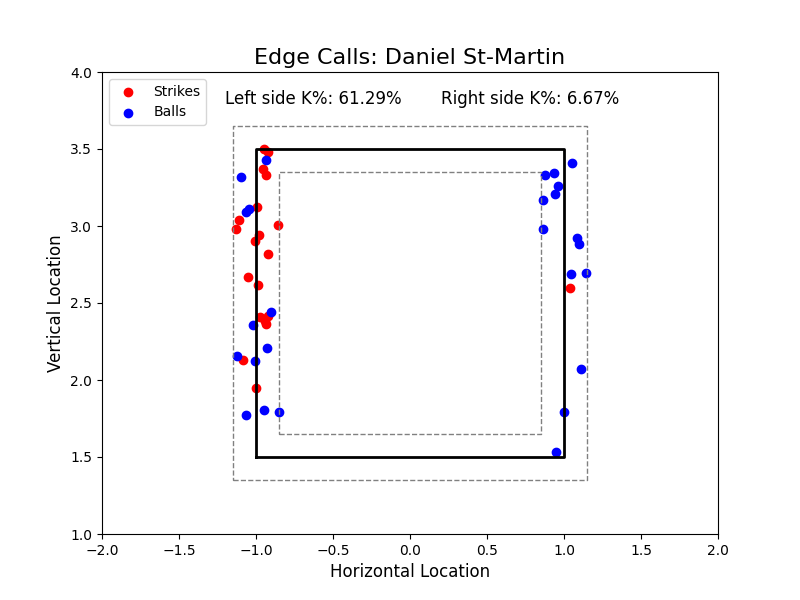 Edge Calls: Daniel St-Martin
Strikes
Balls
Left side K%: 61.29%
Right side K%: 6.67%
4.0
3.5
3.0
2.5
2.0
1.5
1.0
Vertical Location
−2.0 −1.5 −1.0 −0.5 0.0 0.5 1.0 1.5 2.0
Horizontal Location